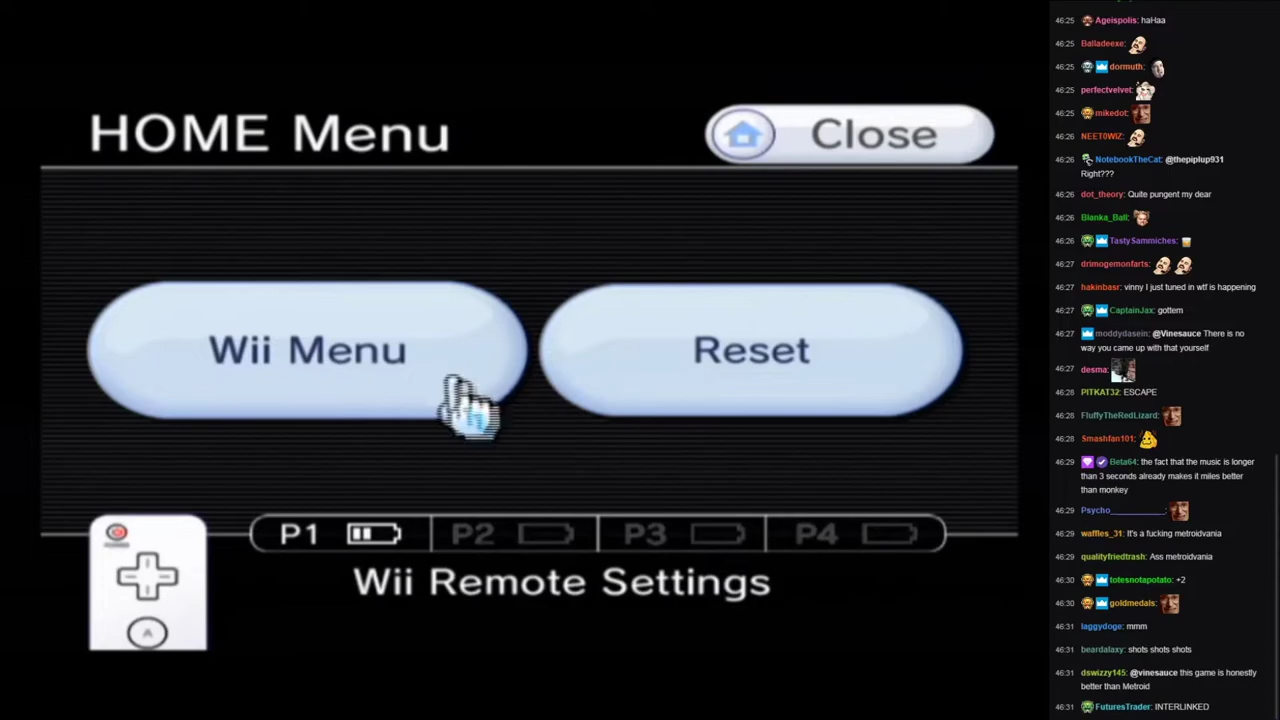 HOME Menu
Close
Wii Menu
Reset
P1
P2
P3
P4
Wii Remote Settings
A
46:25 Ageispolis: haHaa
46:25 Balladeexe:
46:25 dormuth:
46:25 perfectvelvet:
46:25 mikedot:
46:25 NEET0WIZ:
46:26 NotebookTheCat: @thepiplup931
Right???
46:26 dot_theory: Quite pungent my dear
46:26 Blanka_Ball:
46:26 TastySammiches:
46:27 drimogemonfarts:
46:27 hakinbasr: vinny I just tuned in wtf is happening
46:27 CaptainJax: gottem
46:27 moddydasein: @Vinesauce There is no
way you came up with that yourself
46:27 desma:
46:28 PITKAT32: ESCAPE
46:28 FluffyTheRedLizard:
46:28 Smashfan101:
46:29 Beta64: the fact that the music is longer
than 3 seconds already makes it miles better
than monkey
46:29 Psycho__________:
46:29 waffles_31: It's a fucking metroidvania
46:29 qualityfriedtrash: Ass metroidvania
46:30 totesnotapotato: +2
46:30 goldmedals:
46:31 laggydoge: mmm
46:31 beardalaxy: shots shots shots
46:31 dswizzy145: @vinesauce this game is honestly
better than Metroid
46:31 FuturesTrader: INTERLINKED